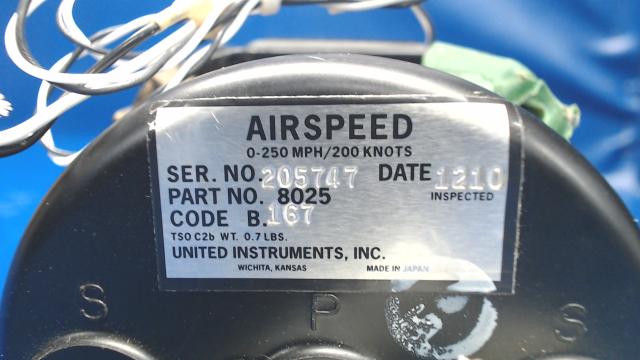 AIRSPEED
0-250 MPH/200 KNOTS
SER. NO. 205747 DATE 1210
PART NO. 8025 INSPECTED
CODE B.167
TSO C2b WT. 0.7 LBS.
UNITED INSTRUMENTS, INC.
WICHITA, KANSAS MADE IN JAPAN
S P S